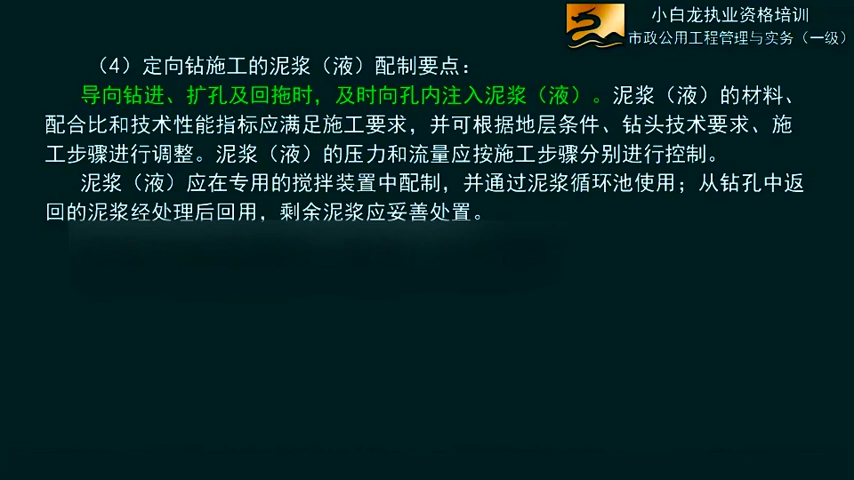 小白龙执业资格培训
市政公用工程管理与实务（一级）
（4）定向钻施工的泥浆（液）配制要点：
导向钻进、扩孔及回拖时，及时向孔内注入泥浆（液）。泥浆（液）的材料、
配合比和技术性能指标应满足施工要求，并可根据地层条件、钻头技术要求、施
工步骤进行调整。泥浆（液）的压力和流量应按施工步骤分别进行控制。
泥浆（液）应在专用的搅拌装置中配制，并通过泥浆循环池使用；从钻孔中返
回的泥浆经处理后回用，剩余泥浆应妥善处置。